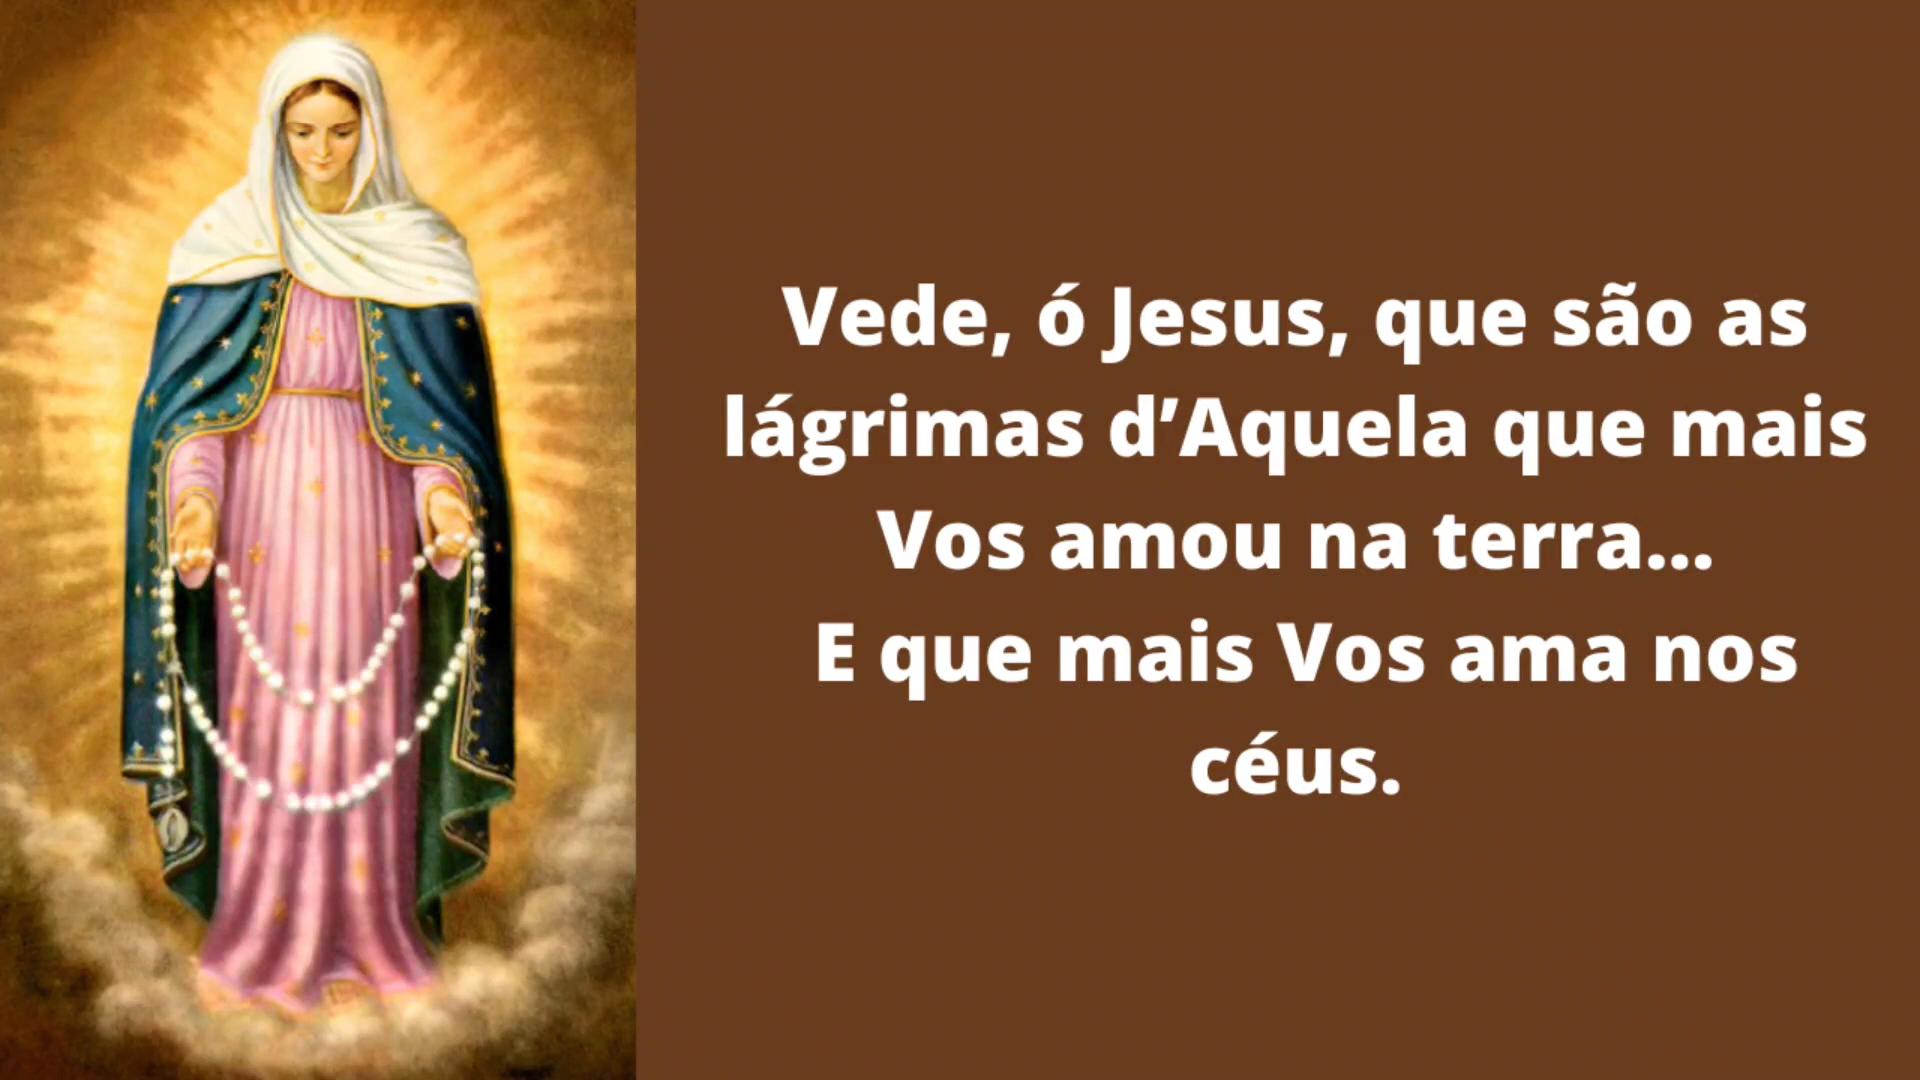 Vede, ó Jesus, que são as
lágrimas d’Aquela que mais
Vos amou na terra...
E que mais Vos ama nos
céus.